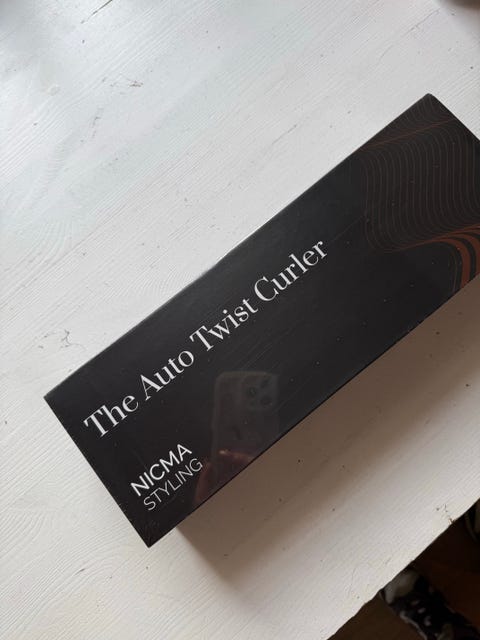 The Auto Twist Curler
NICMA
STYLING